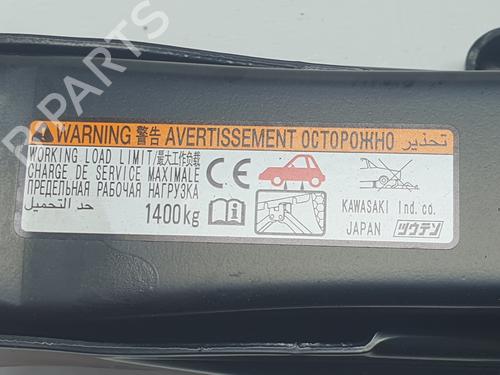 B-PARTS
WARNING 警告 AVERTISSEMENT ОСТОРОЖНО تحذير
WORKING LOAD LIMIT/最大工作负载
CHARGE DE SERVICE MAXIMALE
ПРЕДЕЛЬНАЯ РАБОЧАЯ НАГРУЗКА
حد التحميل 1400kg
CE
KAWASAKI Ind. co.
JAPAN ツウテン